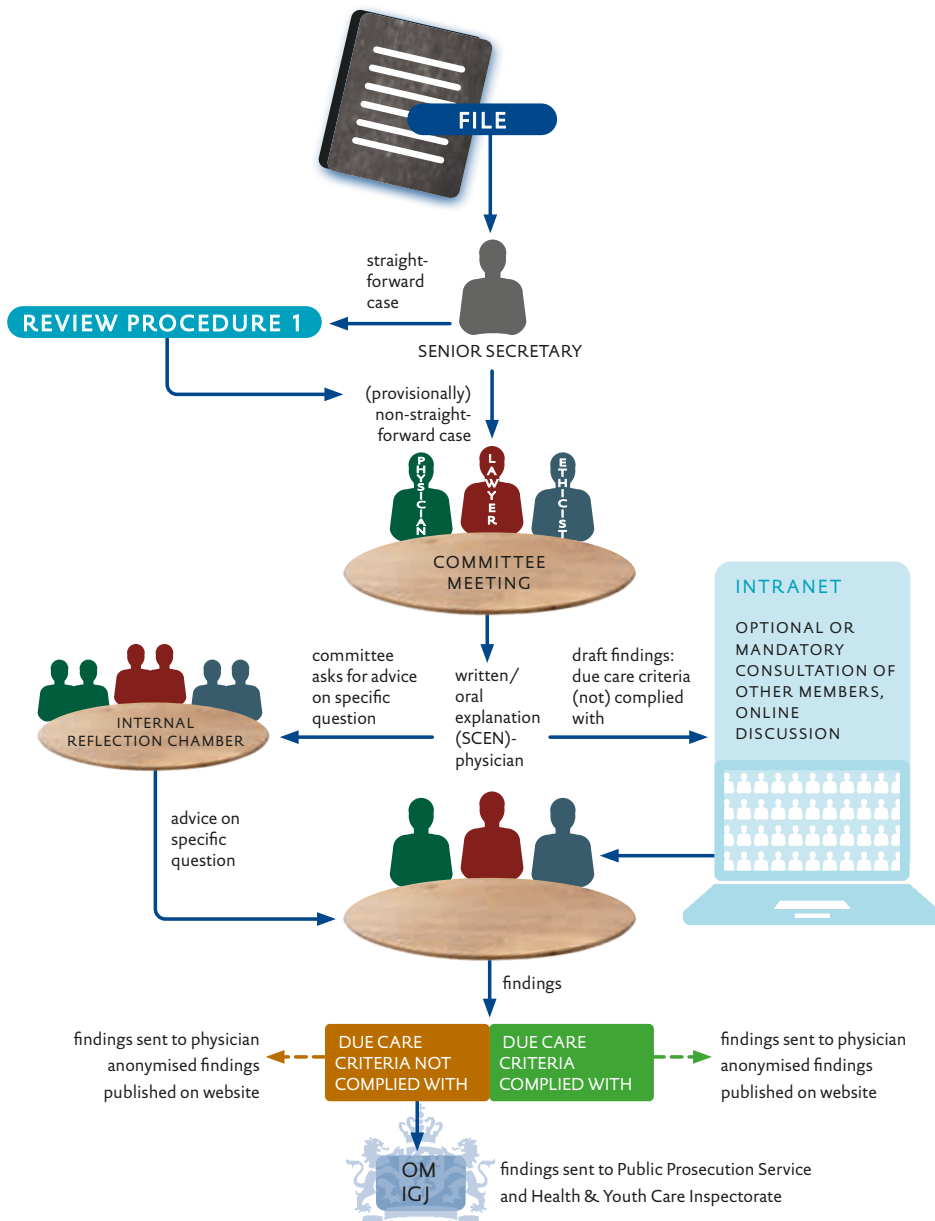 FILE
straight-
forward
case
REVIEW PROCEDURE 1
SENIOR SECRETARY
(provisionally)
non-straight-
forward case
PHYSICIAN
LAWYER
ETHICIST
COMMITTEE
MEETING
INTRANET
OPTIONAL OR
MANDATORY
CONSULTATION OF
OTHER MEMBERS,
ONLINE
DISCUSSION
committee
asks for advice
on specific
question
written/
oral
explanation
(SCEN)-
physician
draft findings:
due care criteria
(not) complied
with
INTERNAL
REFLECTION CHAMBER
advice on
specific
question
findings
findings sent to physician
anonymised findings
published on website
DUE CARE
CRITERIA NOT
COMPLIED WITH
DUE CARE
CRITERIA
COMPLIED WITH
findings sent to physician
anonymised findings
published on website
OM
IGJ
findings sent to Public Prosecution Service
and Health & Youth Care Inspectorate